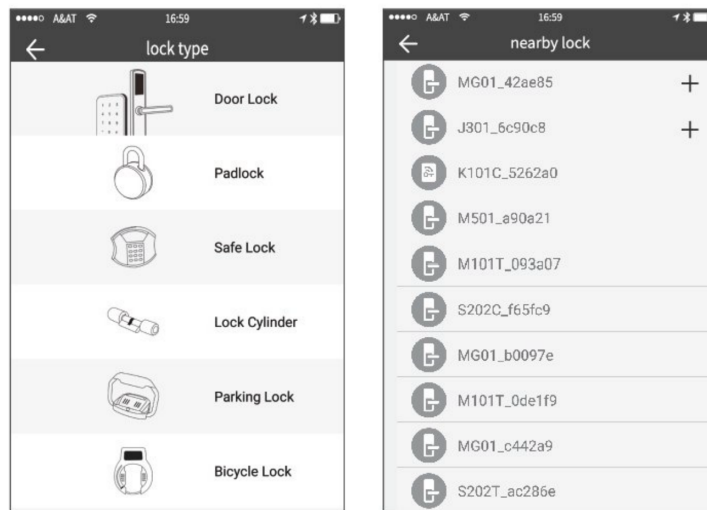 A&AT 16:59
lock type
Door Lock
Padlock
Safe Lock
Lock Cylinder
Parking Lock
Bicycle Lock
A&AT 16:59
nearby lock
MG01_42ae85 +
J301_6c90c8 +
K101C_5262a0
M501_a90a21
M101T_093a07
S202C_f65fc9
MG01_b0097e
M101T_0de1f9
MG01_c442a9
S202T_ac286e